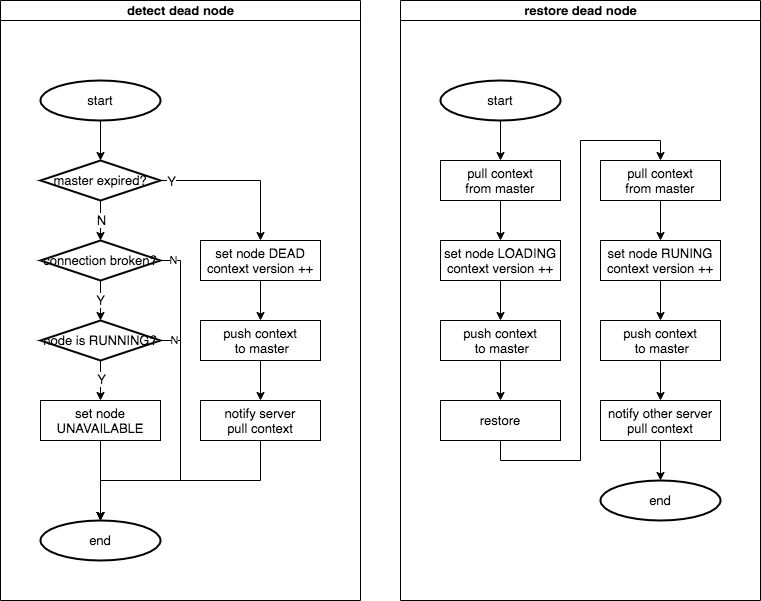 detect dead node
start
master expired?
Y
N
connection broken?
N
Y
node is RUNNING?
N
Y
set node
UNAVAILABLE
set node DEAD
context version ++
push context
to master
notify server
pull context
end
restore dead node
start
pull context
from master
set node LOADING
context version ++
push context
to master
restore
pull context
from master
set node RUNING
context version ++
push context
to master
notify other server
pull context
end